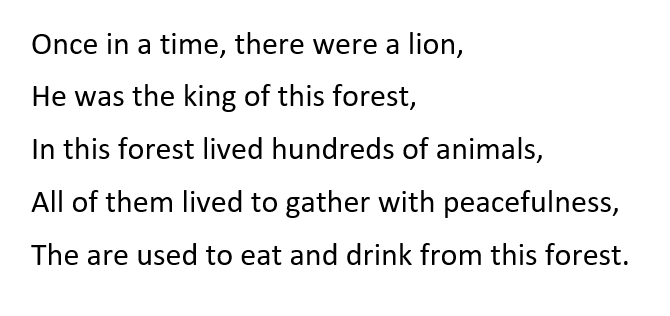 Once in a time, there were a lion,
He was the king of this forest,
In this forest lived hundreds of animals,
All of them lived to gather with peacefulness,
The are used to eat and drink from this forest.